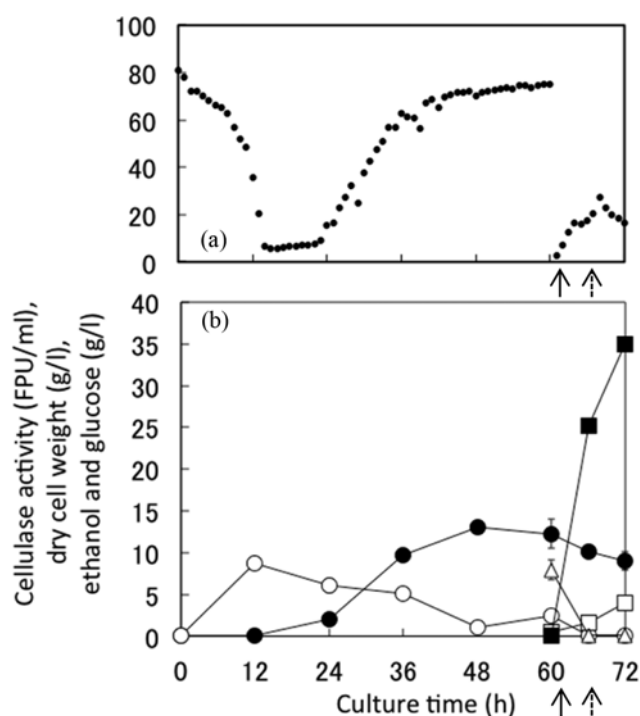 100
80
60
40
20
0
(a)
40
35
30
25
20
15
10
5
0
(b)
Cellulase activity (FPU/ml),
dry cell weight (g/l),
ethanol and glucose (g/l)
0 12 24 36 48 60 72
Culture time (h)